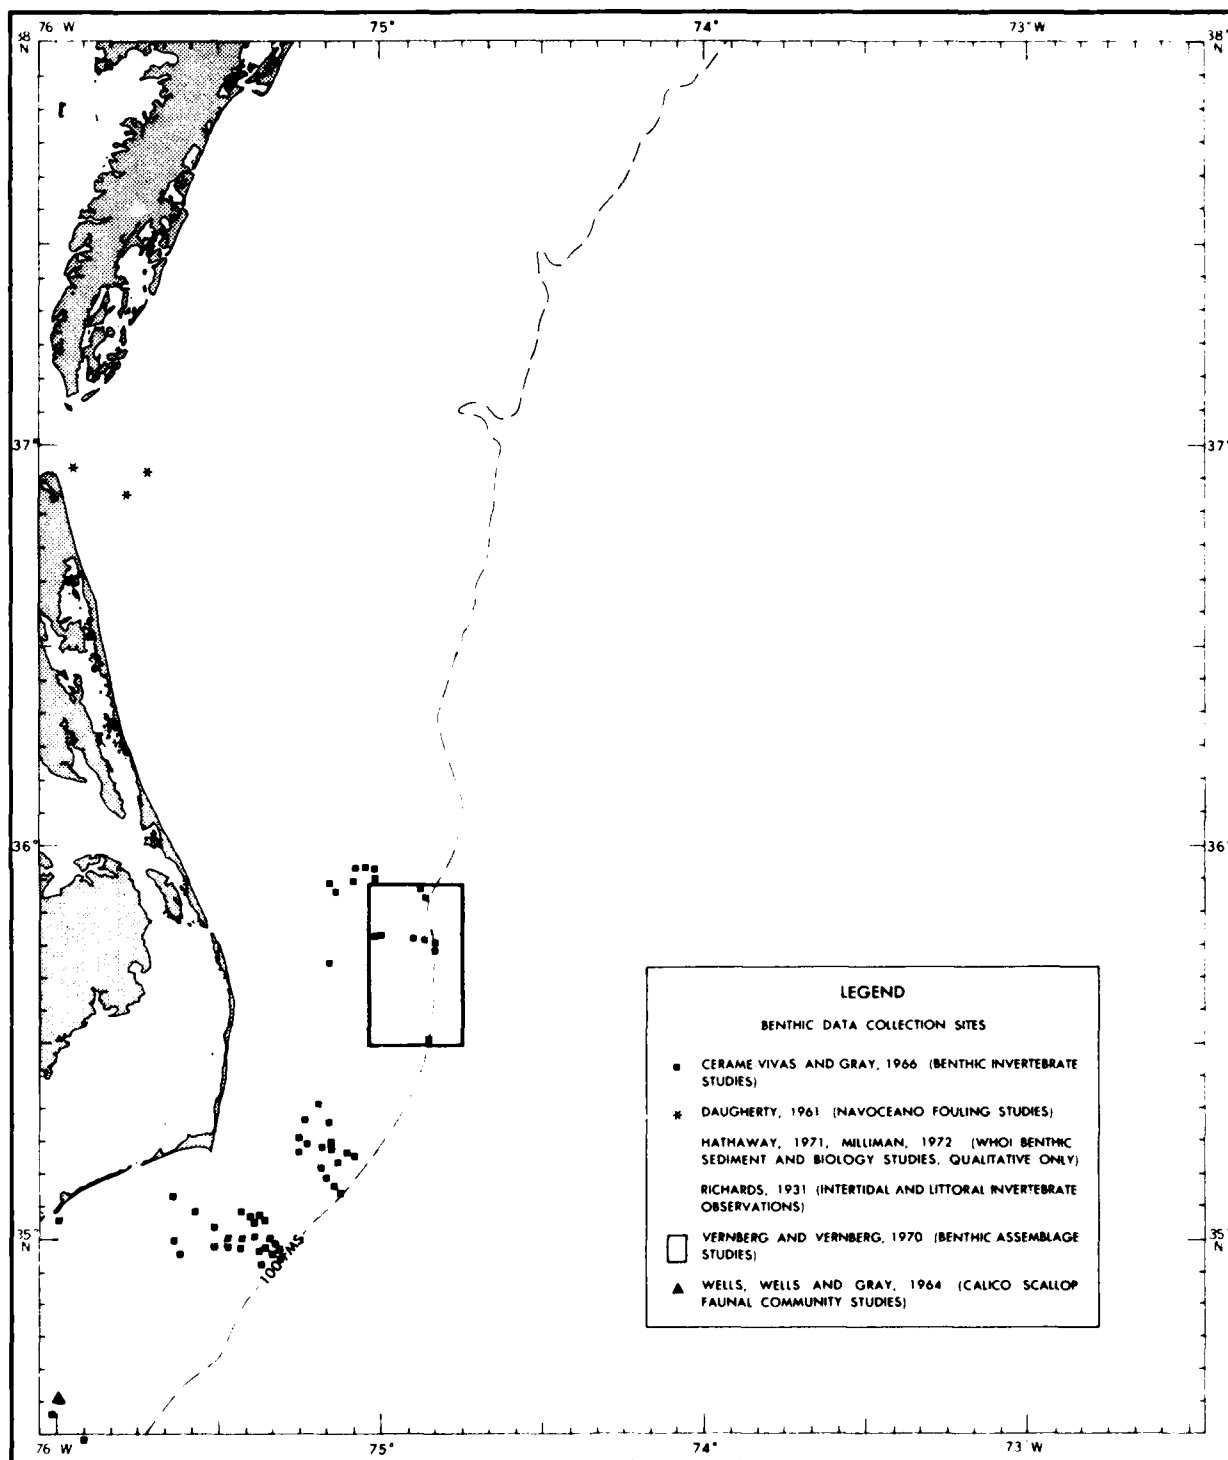 76° W 75° 74° 73° W
38° N
38° N
37°
37°
36°
36°
35° N
35° N
100 FMS
LEGEND
BENTHIC DATA COLLECTION SITES
CERAME VIVAS AND GRAY, 1966 (BENTHIC INVERTEBRATE
STUDIES)
DAUGHERTY, 1961 (NAVOCEANO FOULING STUDIES)
HATHAWAY, 1971, MILLIMAN, 1972 (WHOI BENTHIC
SEDIMENT AND BIOLOGY STUDIES, QUALITATIVE ONLY)
RICHARDS, 1931 (INTERTIDAL AND LITTORAL INVERTEBRATE
OBSERVATIONS)
VERNBERG AND VERNBERG, 1970 (BENTHIC ASSEMBLAGE
STUDIES)
WELLS, WELLS AND GRAY, 1964 (CALICO SCALLOP
FAUNAL COMMUNITY STUDIES)
76 W 75° 74° 73° W